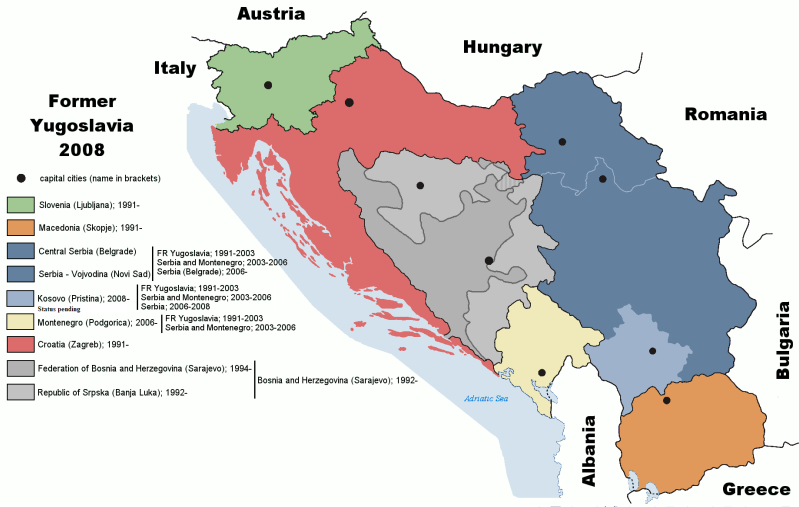 Austria
Hungary
Italy
Romania
Former
Yugoslavia
2008
capital cities (name in brackets)
Slovenia (Ljubljana); 1991-
Macedonia (Skopje); 1991-
Central Serbia (Belgrade)
Serbia - Vojvodina (Novi Sad)
FR Yugoslavia; 1991-2003
Serbia and Montenegro; 2003-2006
Serbia (Belgrade); 2006-
Kosovo (Pristina); 2008-
Status pending
FR Yugoslavia; 1991-2003
Serbia and Montenegro; 2003-2006
Serbia; 2006-2008
Montenegro (Podgorica); 2006-
FR Yugoslavia; 1991-2003
Serbia and Montenegro; 2003-2006
Croatia (Zagreb); 1991-
Federation of Bosnia and Herzegovina (Sarajevo); 1994-
Republic of Srpska (Banja Luka); 1992-
Bosnia and Herzegovina (Sarajevo); 1992-
Adriatic Sea
Albania
Bulgaria
Greece